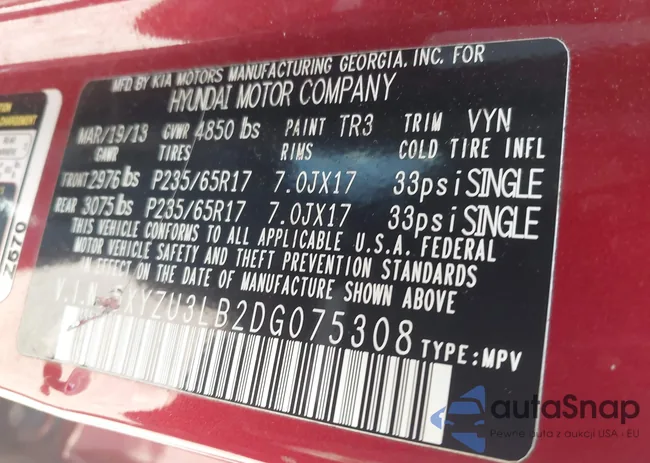 MFD BY KIA MOTORS MANUFACTURING GEORGIA, INC. FOR
HYUNDAI MOTOR COMPANY
MAR/19/13 GVWR 4850 lbs PAINT TR3 TRIM VYN
GAWR TIRES RIMS COLD TIRE INFL
FRONT 2976 lbs P235/65R17 7.0JX17 33psi SINGLE
REAR 3075 lbs P235/65R17 7.0JX17 33psi SINGLE
THIS VEHICLE CONFORMS TO ALL APPLICABLE U.S.A. FEDERAL
MOTOR VEHICLE SAFETY AND THEFT PREVENTION STANDARDS
IN EFFECT ON THE DATE OF MANUFACTURE SHOWN ABOVE
V.I.N XYZU3LB2DG075308
TYPE:MPV
Z670
autaSnap
Pewne auta z aukcji USA - EU